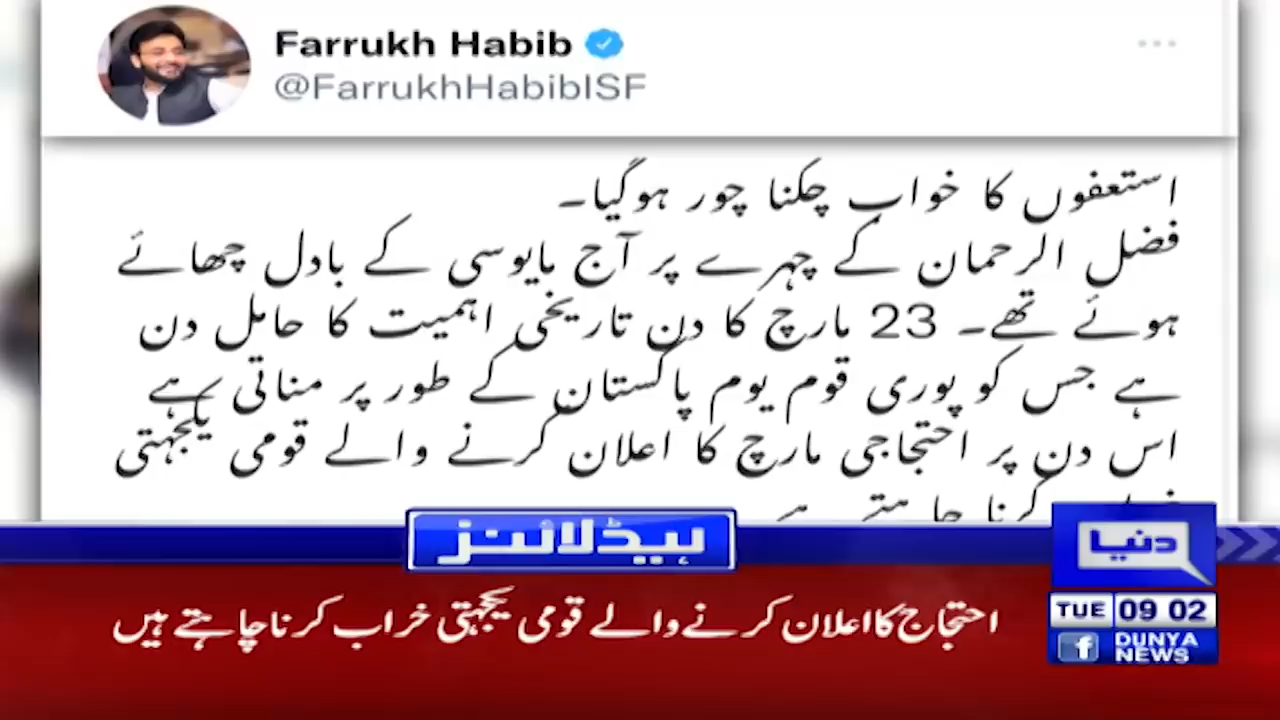 Farrukh Habib
@FarrukhHabibISF
استعفوں کا خواب چکنا چور ہوگیا۔
فضل الرحمان کے چہرے پر آج مایوسی کے بادل چھائے
ہوئے تھے۔ 23 مارچ کا دن تاریخی اہمیت کا حامل دن
ہے جس کو پوری قوم یوم پاکستان کے طور پر مناتی ہے
اس دن پر احتجاجی مارچ کا اعلان کرنے والے قومی یکجہتی
کرنا چاہتے
ہیڈلائنز
دنیا
احتجاج کا اعلان کرنے والے قومی یکجہتی خراب کرنا چاہتے ہیں
TUE 09 02
DUNYA
NEWS